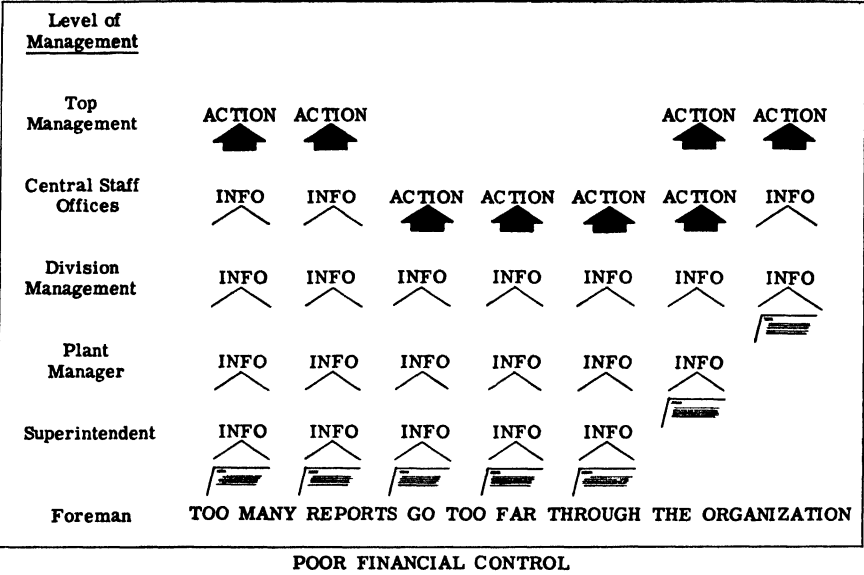 Level of
Management
Top
Management
ACTION ACTION ACTION ACTION
Central Staff
Offices
INFO INFO ACTION ACTION ACTION ACTION INFO
Division
Management
INFO INFO INFO INFO INFO INFO INFO
Plant
Manager
INFO INFO INFO INFO INFO INFO
Superintendent
INFO INFO INFO INFO INFO
Foreman
TOO MANY REPORTS GO TOO FAR THROUGH THE ORGANIZATION
POOR FINANCIAL CONTROL